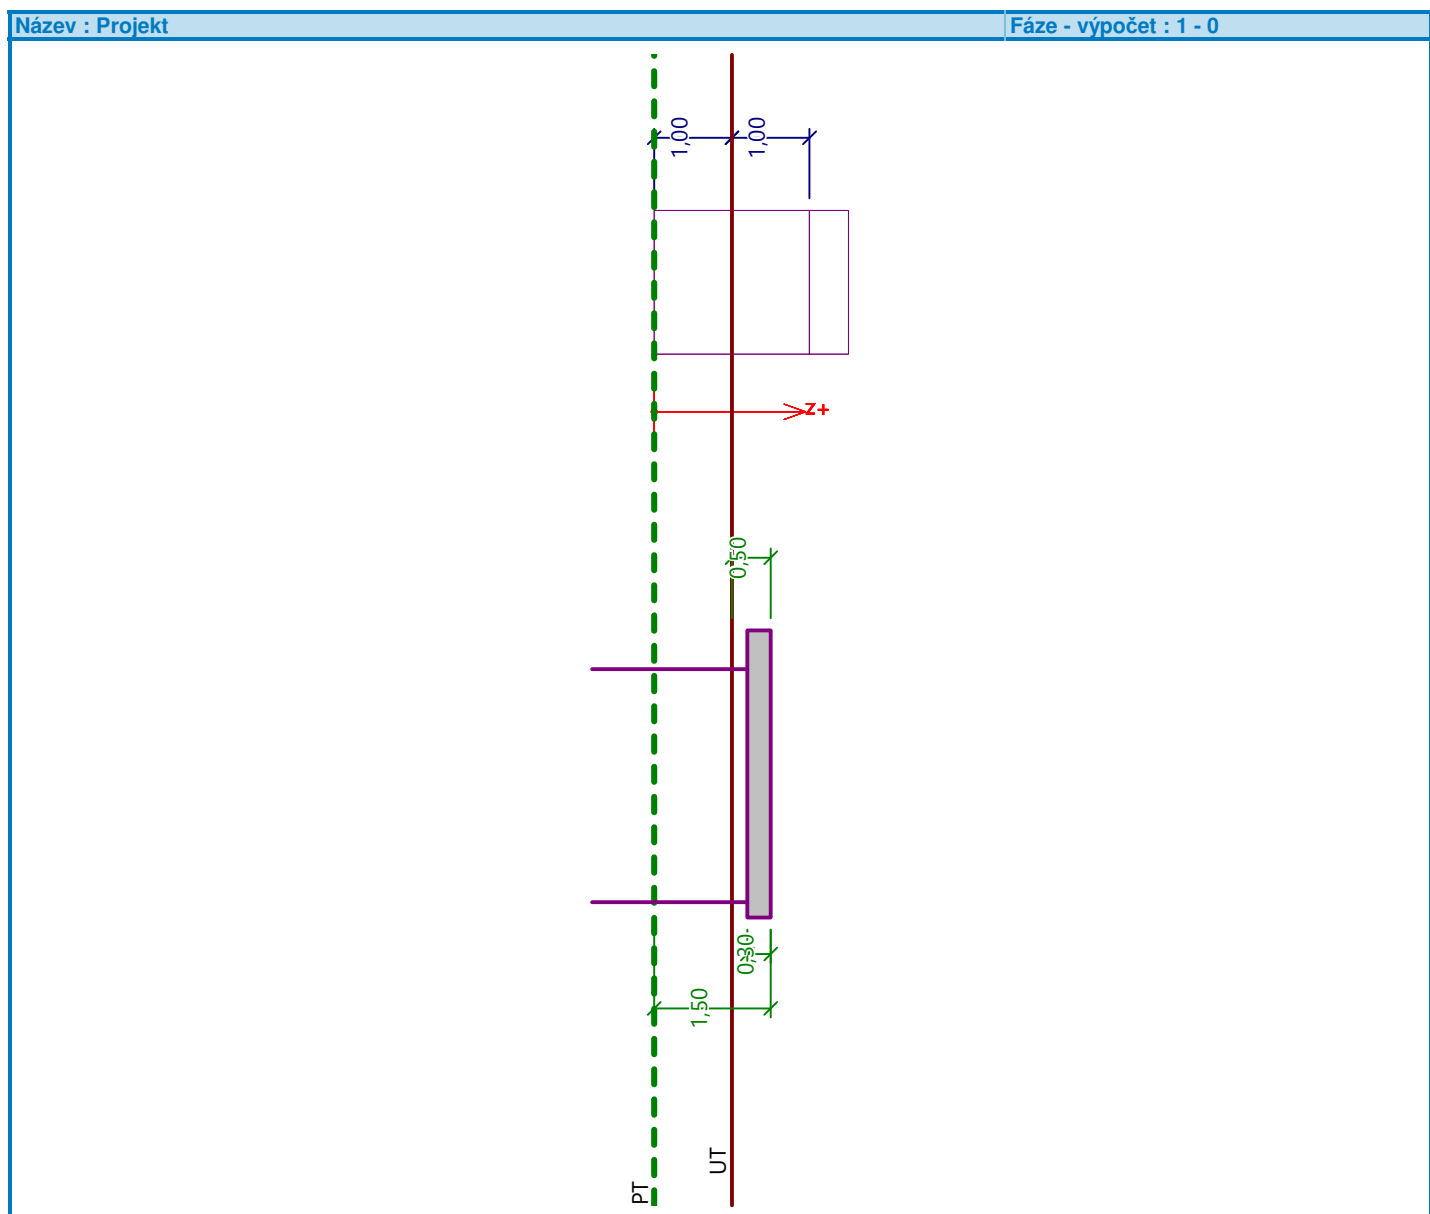 Název : Projekt
Fáze - výpočet : 1 - 0
1,00
1,00
z+
0,50
0,30
1,50
UT
PT